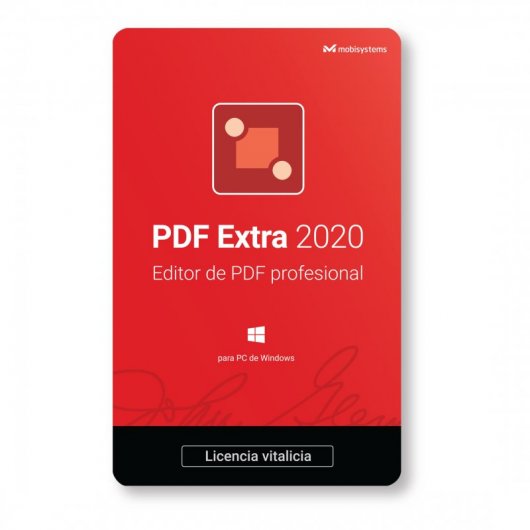 mobisystems
PDF Extra 2020
Editor de PDF profesional
para PC de Windows
Licencia vitalicia